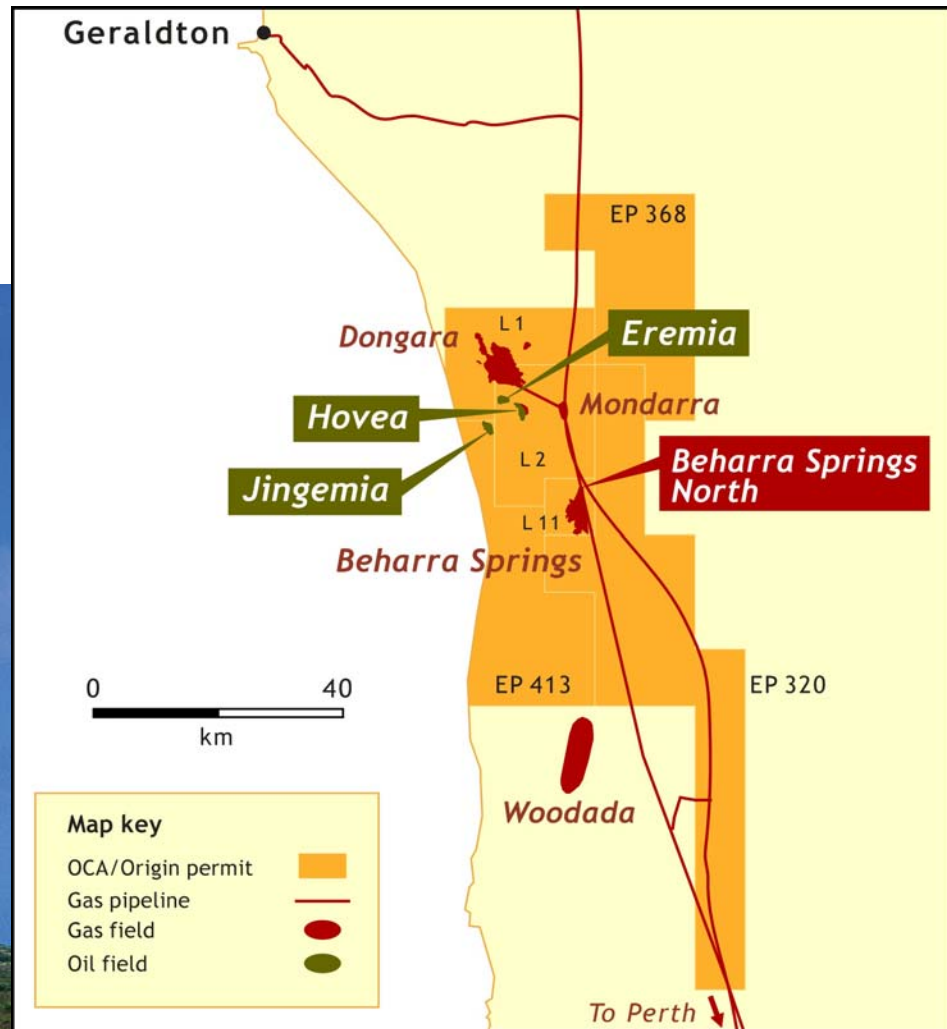 Geraldton
EP 368
L 1
Dongara
Eremia
Hovea
Mondarra
L 2
Jingemia
Beharra Springs
North
L 11
Beharra Springs
0 40
km
EP 413
EP 320
Woodada
Map key
OCA/Origin permit
Gas pipeline
Gas field
Oil field
To Perth